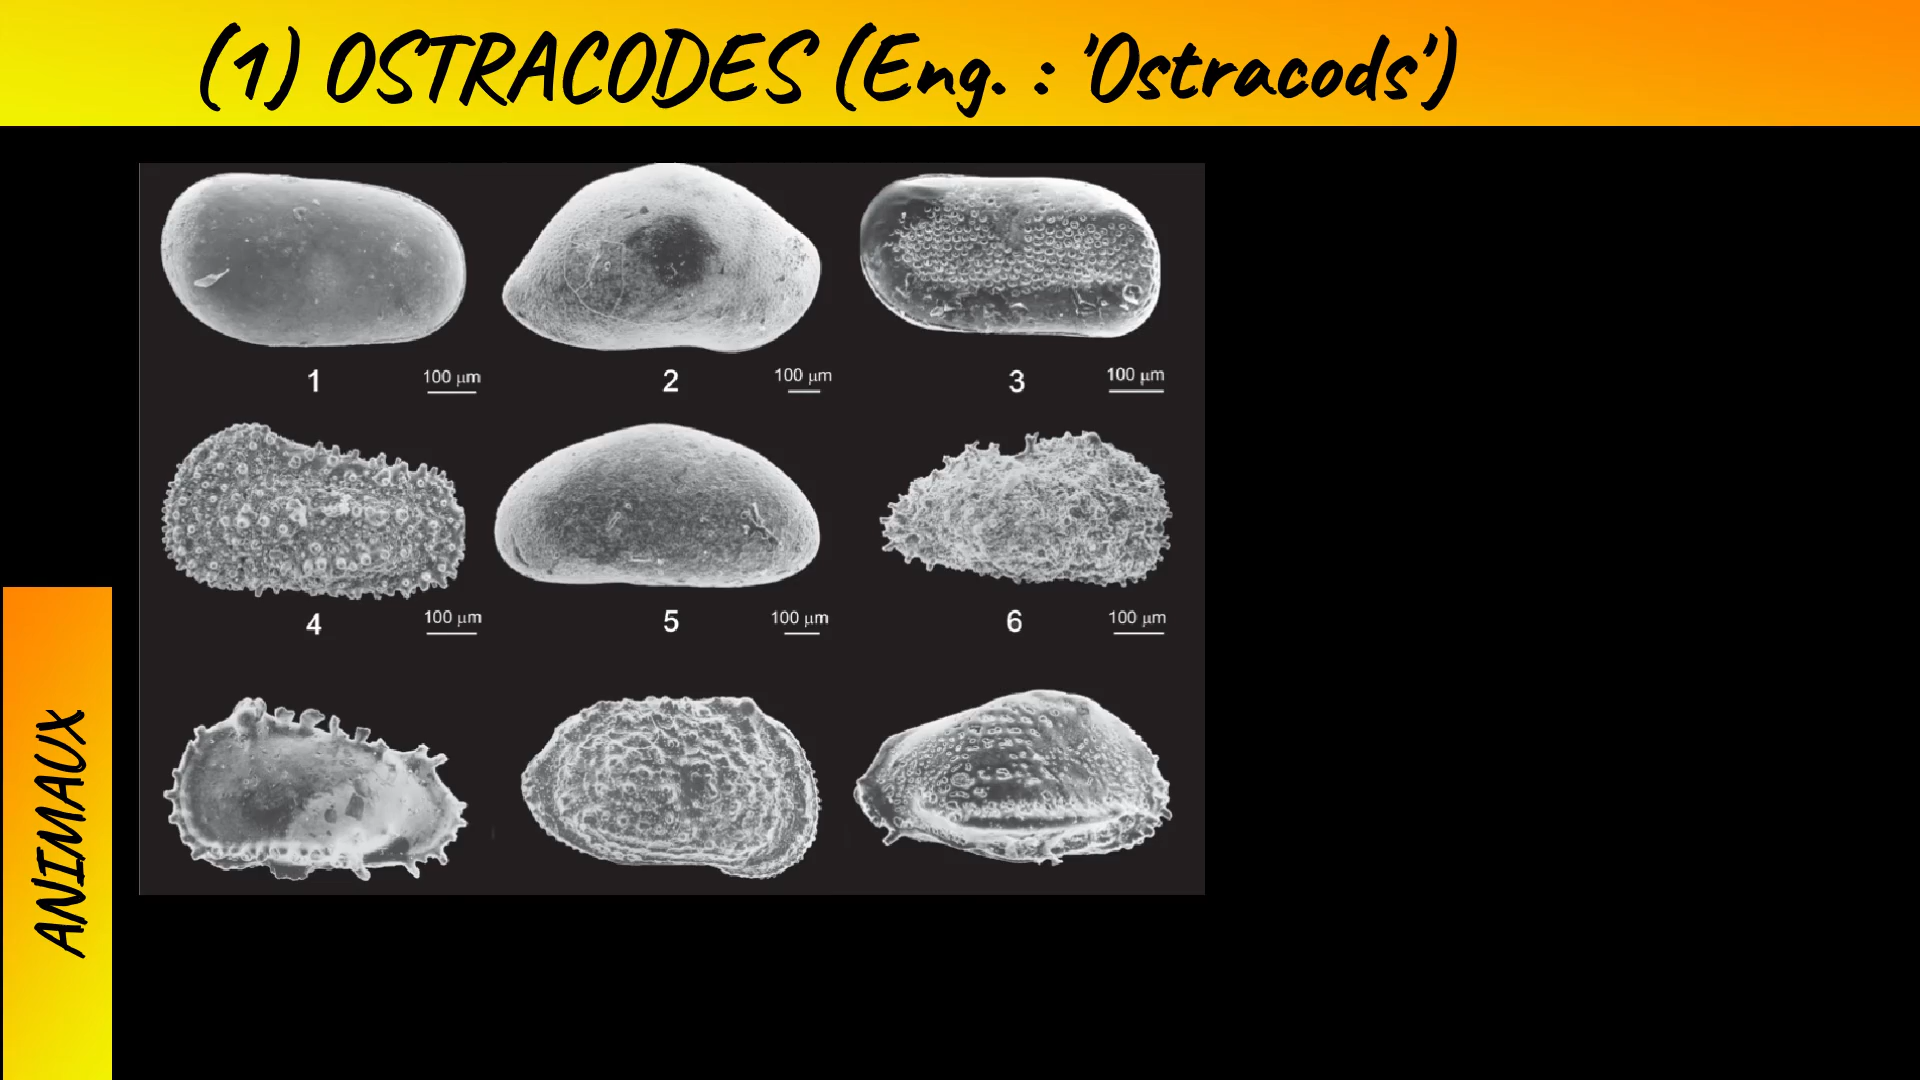 (1) OSTRACODES (Eng. : 'Ostracods')
1
100 μm
2
100 μm
3
100 μm
4
100 μm
5
100 μm
6
100 μm
ANIMAUX